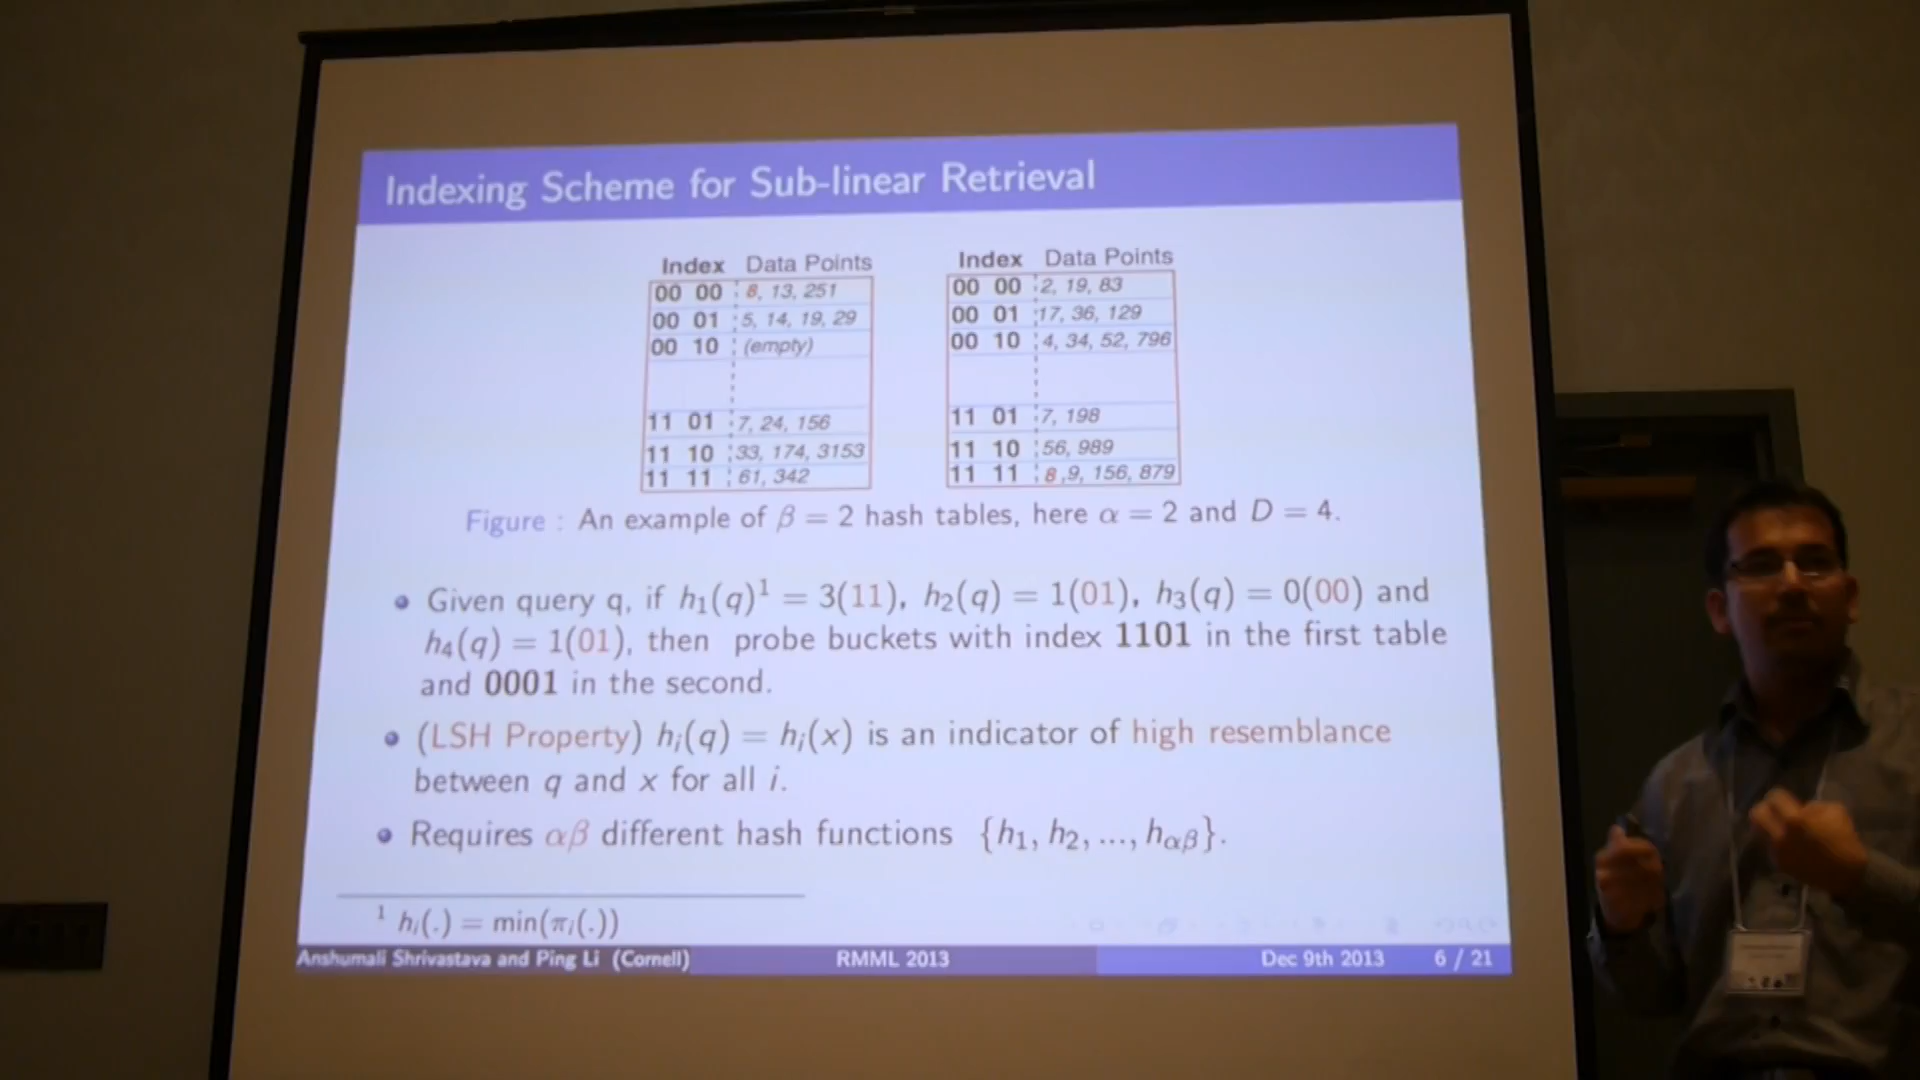 Indexing Scheme for Sub-linear Retrieval
Index Data Points
00 00 8, 13, 251
00 01 5, 14, 19, 29
00 10 (empty)
11 01 7, 24, 156
11 10 33, 174, 3153
11 11 61, 342
Index Data Points
00 00 2, 19, 83
00 01 17, 36, 129
00 10 4, 34, 52, 796
11 01 7, 198
11 10 56, 989
11 11 8 ,9, 156, 879
Figure : An example of β = 2 hash tables, here α = 2 and D = 4.
Given query q, if h₁(q)¹ = 3(11), h₂(q) = 1(01), h₃(q) = 0(00) and
h₄(q) = 1(01), then probe buckets with index 1101 in the first table
and 0001 in the second.
(LSH Property) hᵢ(q) = hᵢ(x) is an indicator of high resemblance
between q and x for all i.
Requires αβ different hash functions {h₁, h₂, ..., h_αβ}.
¹ hᵢ(.) = min(πᵢ(.))
Anshumali Shrivastava and Ping Li (Cornell) RMML 2013 Dec 9th 2013 6 / 21